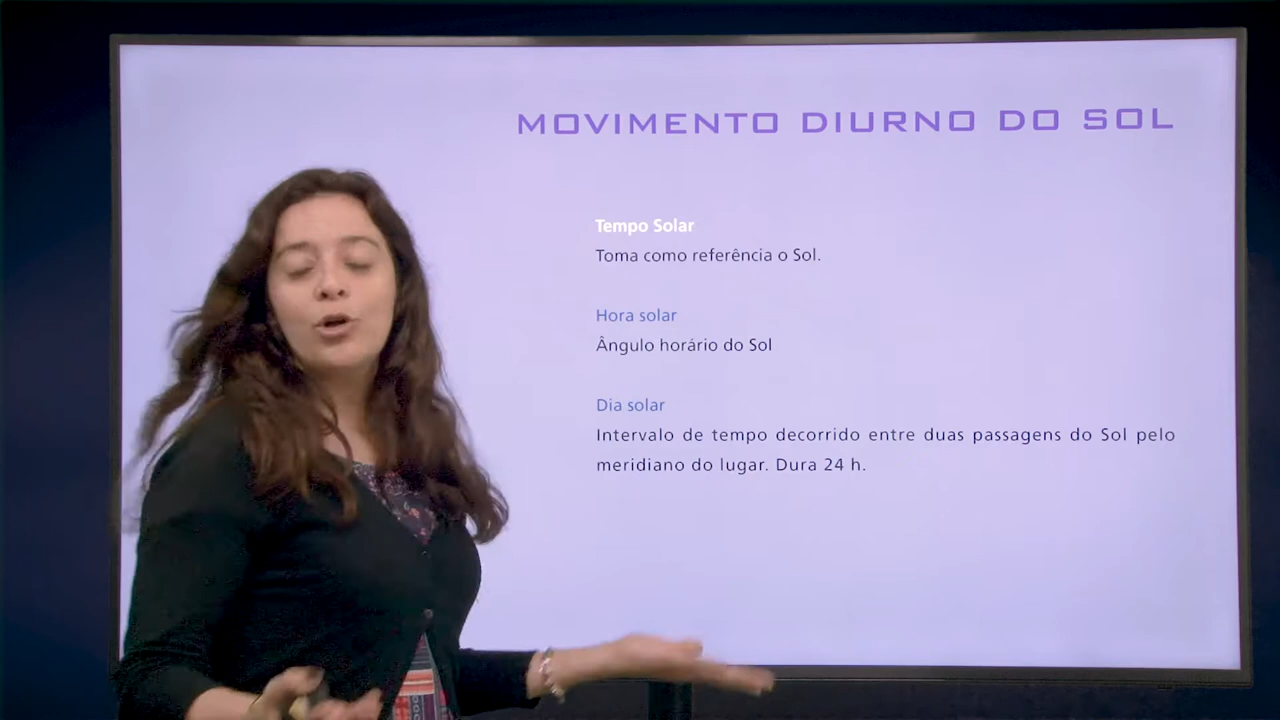 MOVIMENTO DIURNO DO SOL
Tempo Solar
Toma como referência o Sol.
Hora solar
Ângulo horário do Sol
Dia solar
Intervalo de tempo decorrido entre duas passagens do Sol pelo
meridiano do lugar. Dura 24 h.